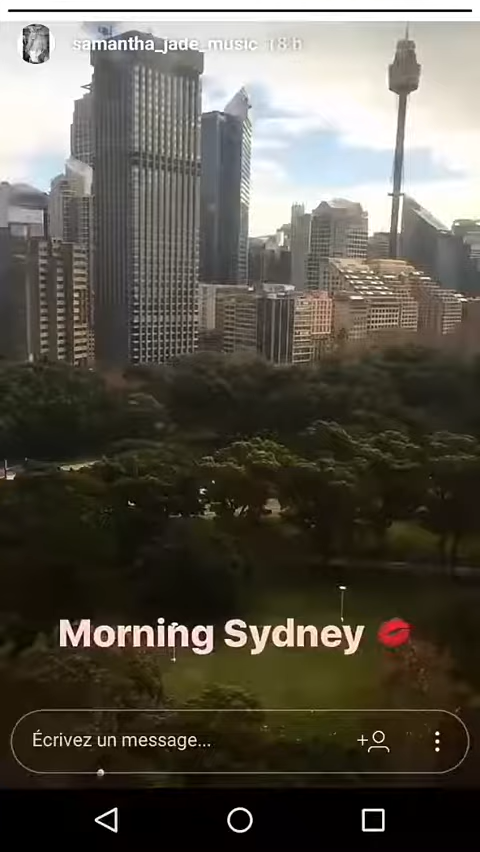 samantha_jade_music 18 h
Morning Sydney 💋
Écrivez un message...